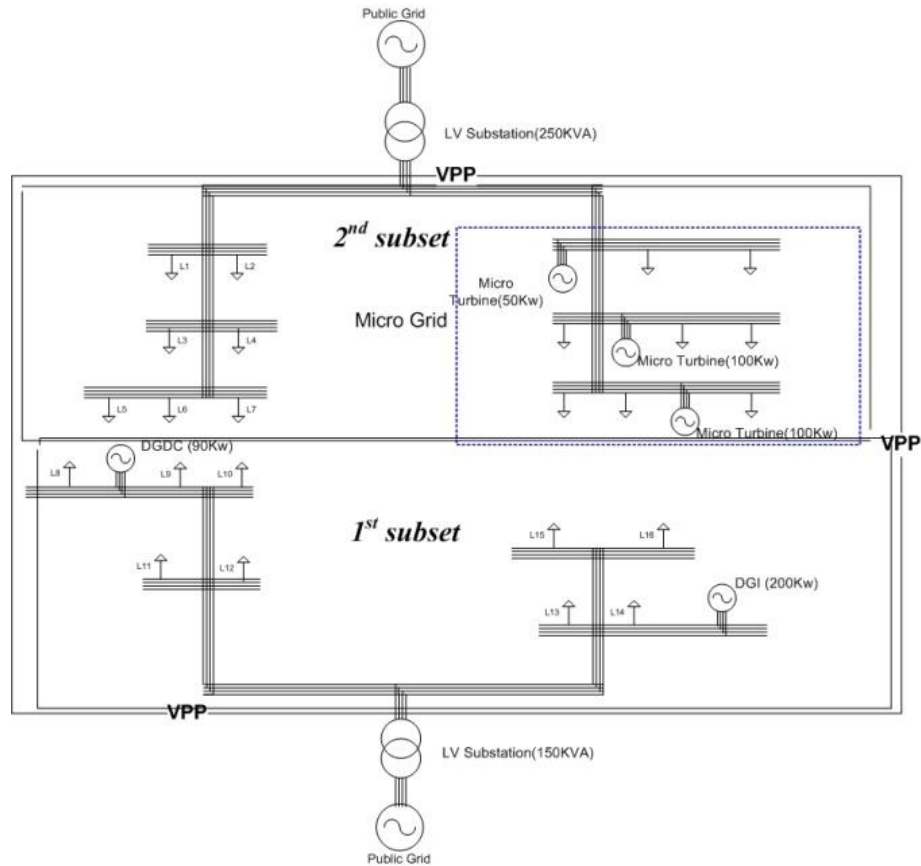 Public Grid
LV Substation(250KVA)
VPP
2nd subset
L1
L2
Micro
Turbine(50Kw)
Micro Grid
L3
L4
Micro Turbine(100Kw)
L5
L6
L7
Micro Turbine(100Kw)
DGDC (90Kw)
VPP
L8
L9
L10
1st subset
L15
L16
L11
L12
DGI (200Kw)
L13
L14
VPP
LV Substation(150KVA)
Public Grid